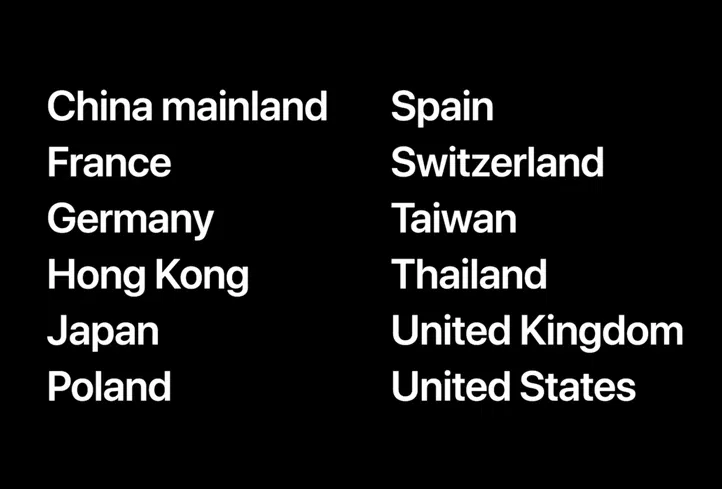 China mainland
France
Germany
Hong Kong
Japan
Poland
Spain
Switzerland
Taiwan
Thailand
United Kingdom
United States